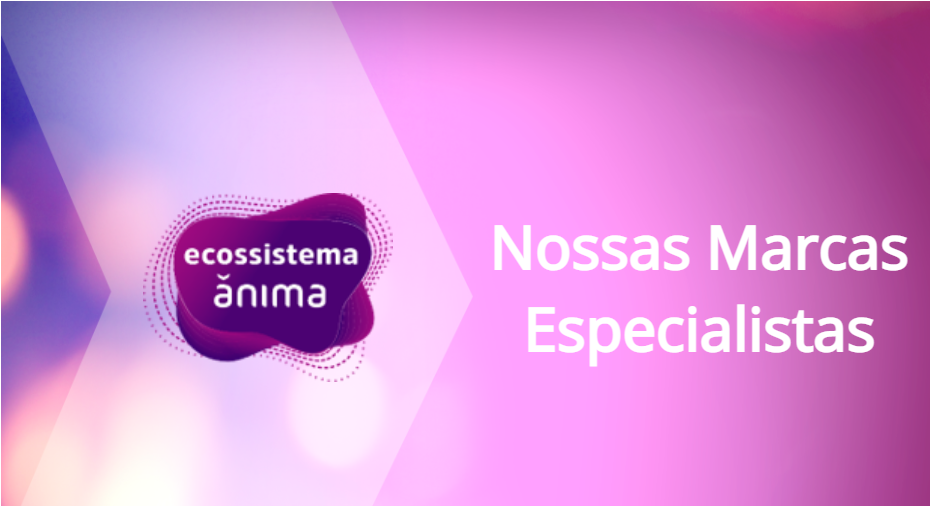 ecossistema
ănima
Nossas Marcas
Especialistas